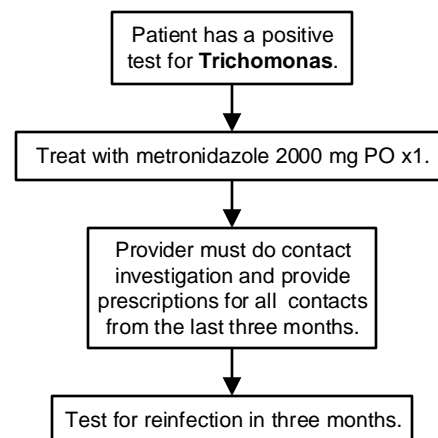 Patient has a positive
test for Trichomonas.
Treat with metronidazole 2000 mg PO x1.
Provider must do contact
investigation and provide
prescriptions for all contacts
from the last three months.
Test for reinfection in three months.